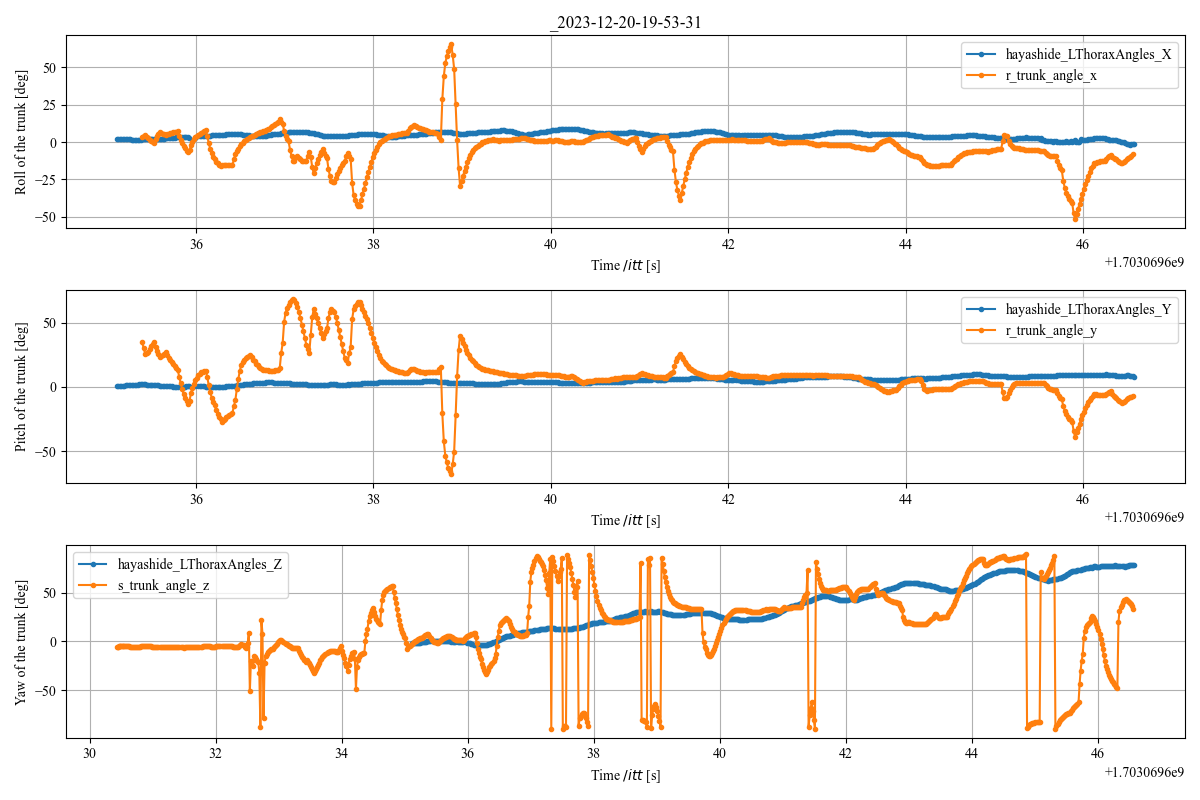 _2023-12-20-19-53-31
Roll of the trunk [deg]
50
25
0
−25
−50
hayashide_LThoraxAngles_X
r_trunk_angle_x
36 38 40 42 44 46
Time /itt [s]
+1.7030696e9
Pitch of the trunk [deg]
50
0
−50
hayashide_LThoraxAngles_Y
r_trunk_angle_y
36 38 40 42 44 46
Time /itt [s]
+1.7030696e9
Yaw of the trunk [deg]
50
0
−50
hayashide_LThoraxAngles_Z
s_trunk_angle_z
30 32 34 36 38 40 42 44 46
Time /itt [s]
+1.7030696e9